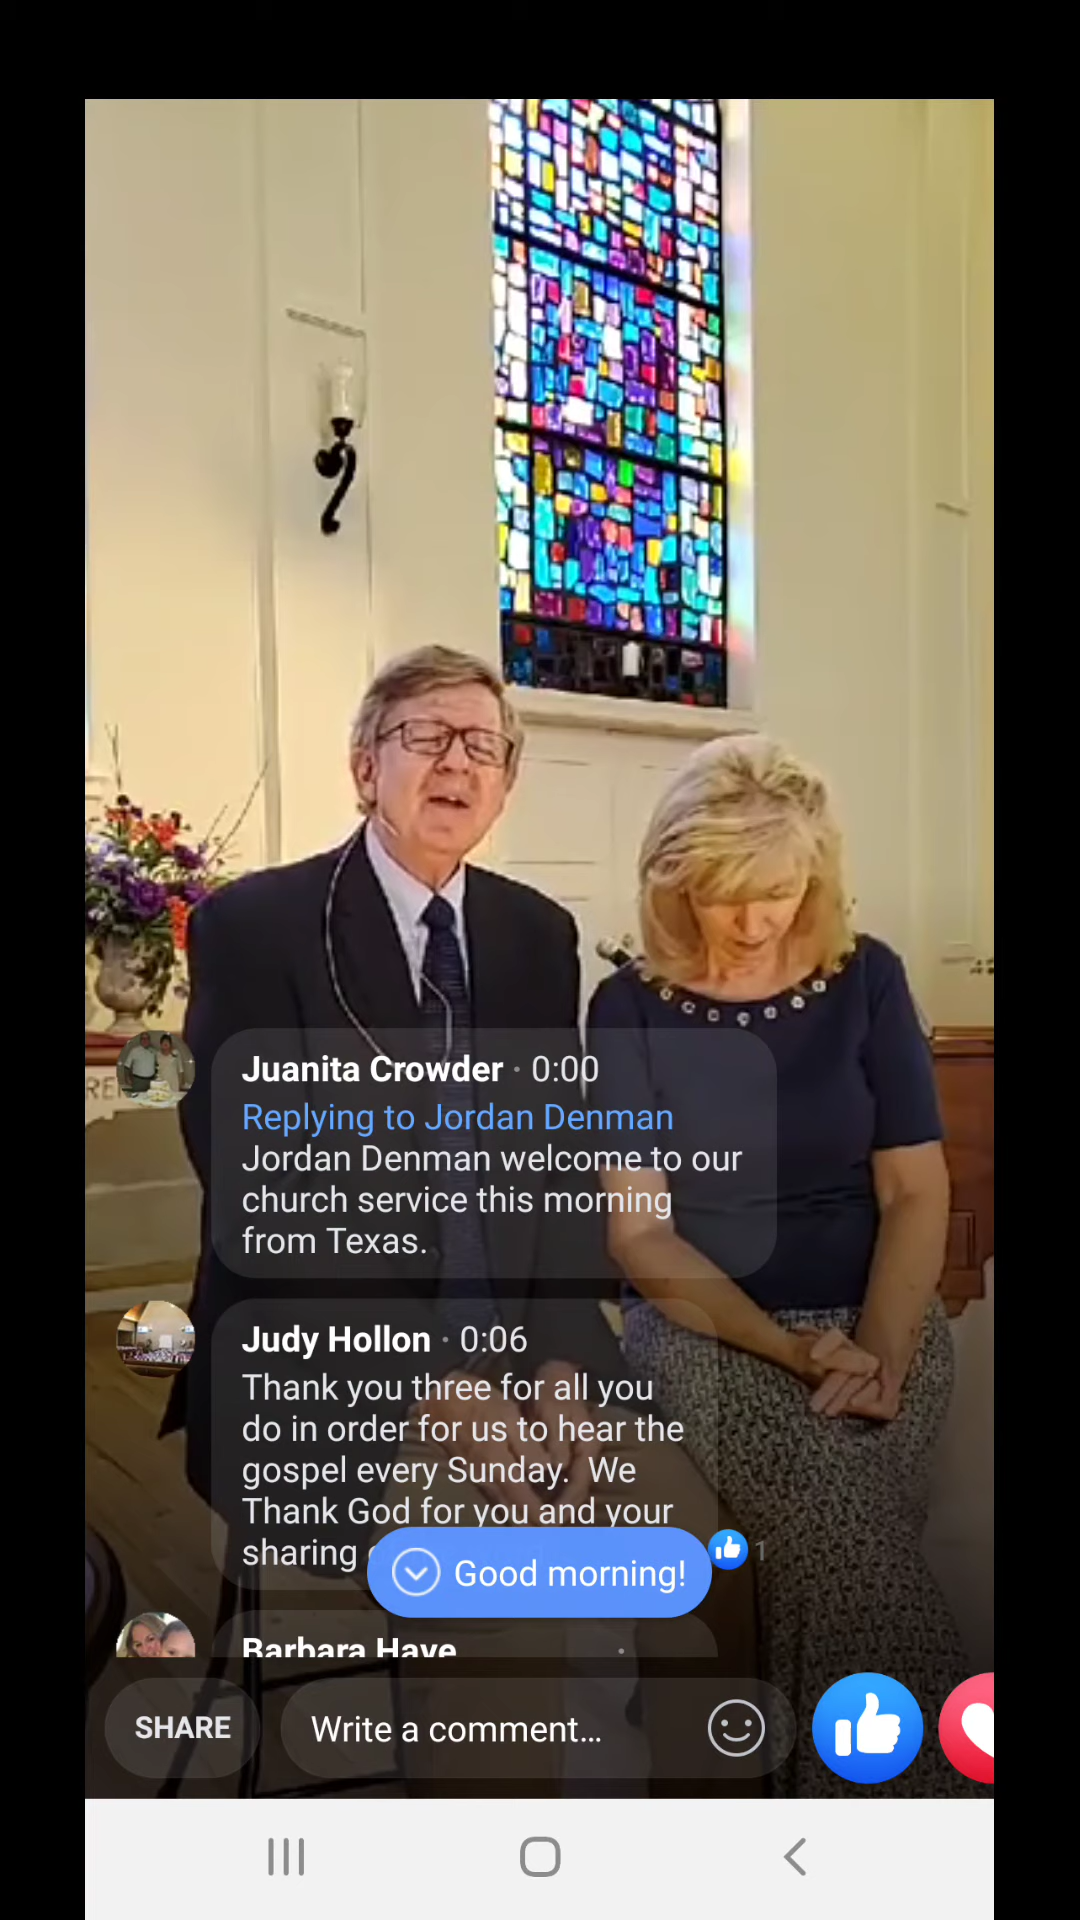 Juanita Crowder · 0:00
Replying to Jordan Denman
Jordan Denman welcome to our
church service this morning
from Texas.
Judy Hollon · 0:06
Thank you three for all you
do in order for us to hear the
gospel every Sunday.  We
Thank God for you and your
sharing
Good morning!
1
Barbara Haye
SHARE
Write a comment...